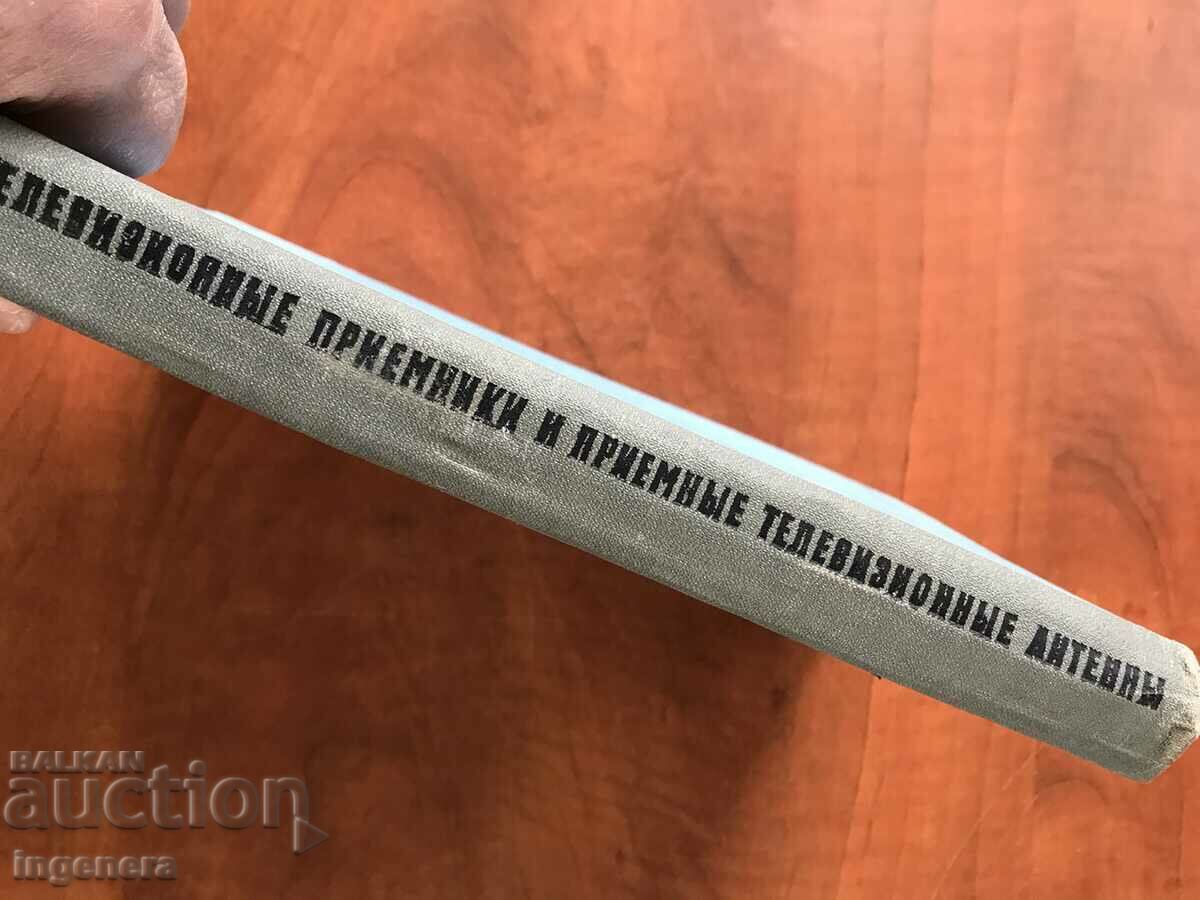 ЕЛЕВИЗИОННЫЕ ПРИЕМНИКИ И ПРИЕМНЫЕ ТЕЛЕВИЗИОННЫЕ АНТЕННЫ
BALKAN
auction
ingenera